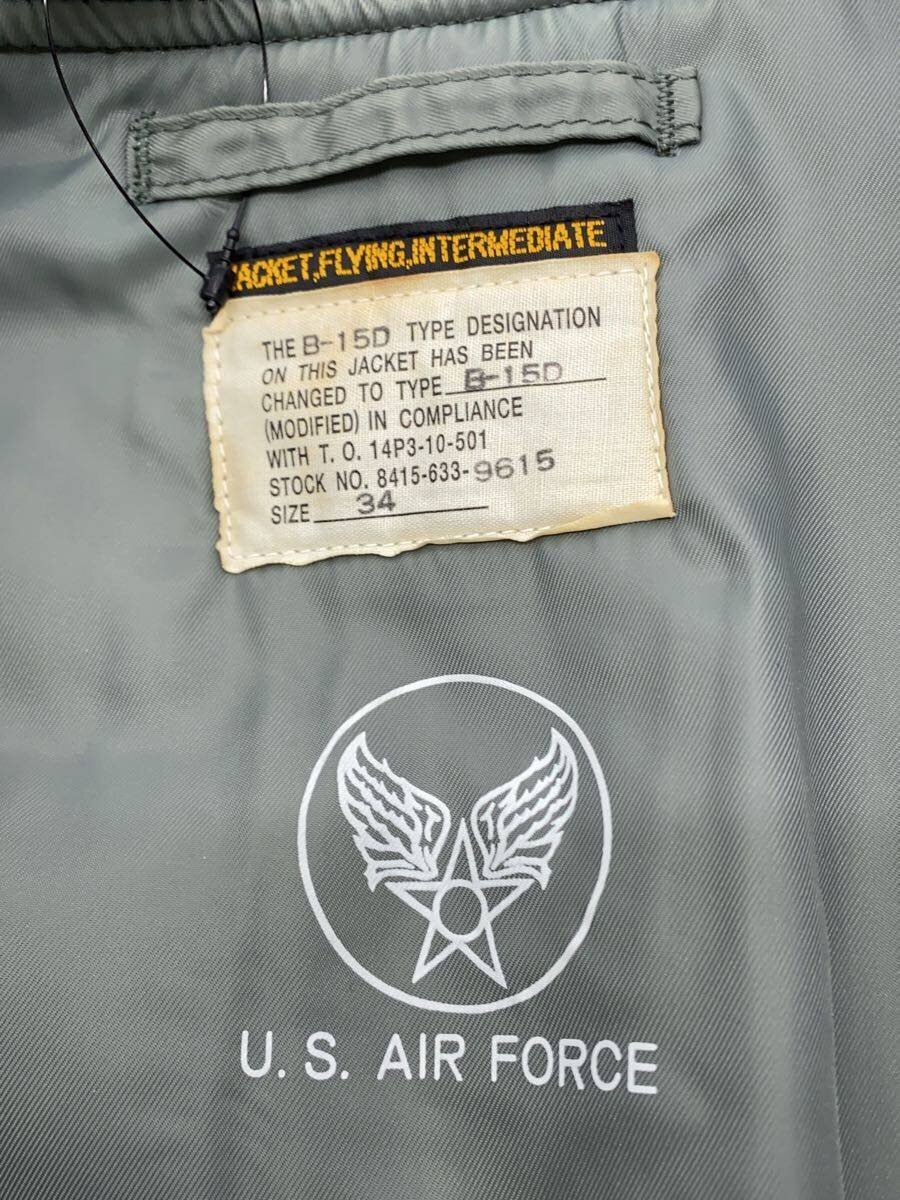 JACKET,FLYING,INTERMEDIATE
THE B-15D TYPE DESIGNATION
ON THIS JACKET HAS BEEN
CHANGED TO TYPE B-15D
(MODIFIED) IN COMPLIANCE
WITH T. O. 14P3-10-501
STOCK NO. 8415-633-9615
SIZE 34
U. S. AIR FORCE